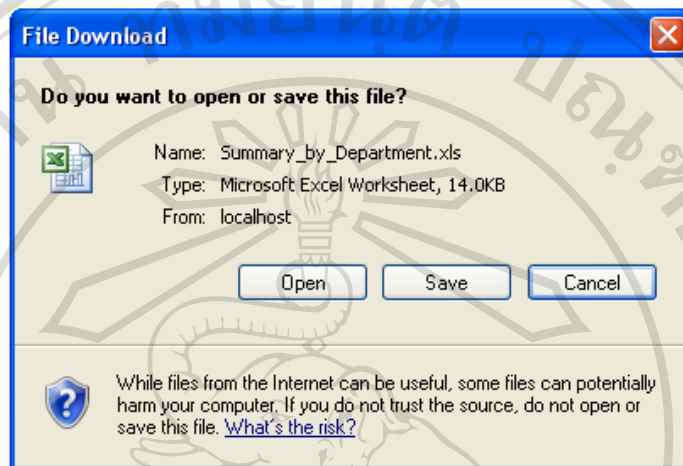 File Download
Do you want to open or save this file?
Name: Summary_by_Department.xls
Type: Microsoft Excel Worksheet, 14.0KB
From: localhost
Open Save Cancel
While files from the Internet can be useful, some files can potentially
harm your computer. If you do not trust the source, do not open or
save this file. What's the risk?